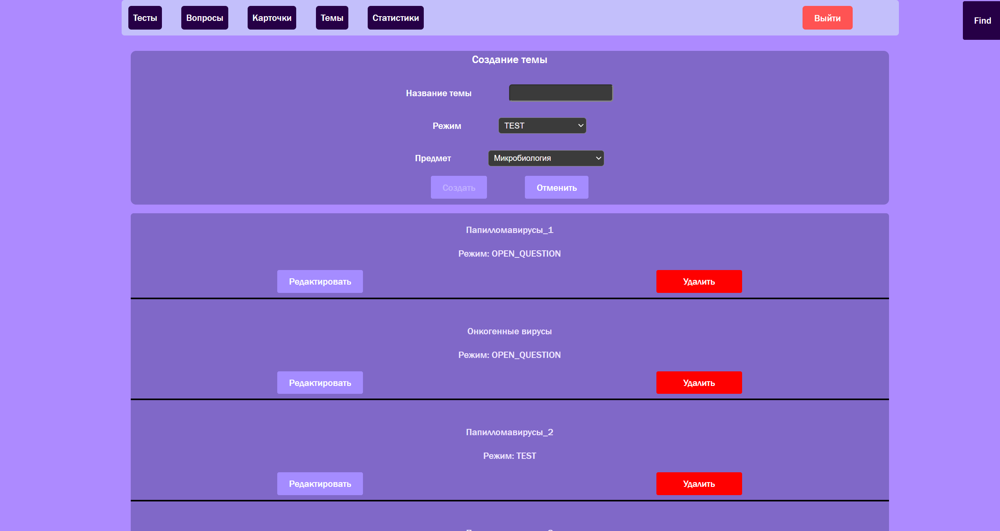 Тесты Вопросы Карточки Темы Статистики Выйти Find
Создание темы
Название темы
Режим TEST
Предмет Микробиология
Создать Отменить
Папилломавирусы_1
Режим: OPEN_QUESTION
Редактировать Удалить
Онкогенные вирусы
Режим: OPEN_QUESTION
Редактировать Удалить
Папилломавирусы_2
Режим: TEST
Редактировать Удалить